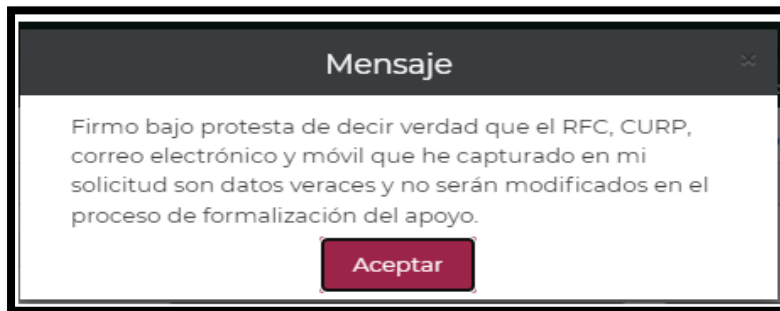 Mensaje
Firmo bajo protesta de decir verdad que el RFC, CURP,
correo electrónico y móvil que he capturado en mi
solicitud son datos veraces y no serán modificados en el
proceso de formalización del apoyo.
Aceptar